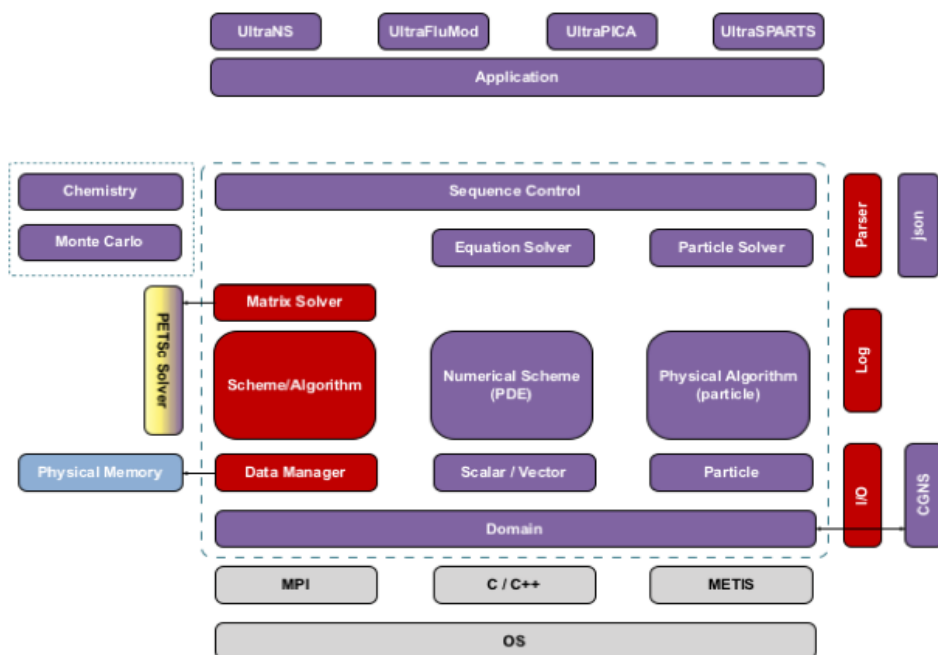 UltraNS
UltraFluMod
UltraPICA
UltraSPARTS
Application
Chemistry
Monte Carlo
Sequence Control
Equation Solver
Particle Solver
Parser
json
Matrix Solver
PETSc Solver
Scheme/Algorithm
Numerical Scheme
(PDE)
Physical Algorithm
(particle)
Log
Physical Memory
Data Manager
Scalar / Vector
Particle
I/O
CGNS
Domain
MPI
C / C++
METIS
OS